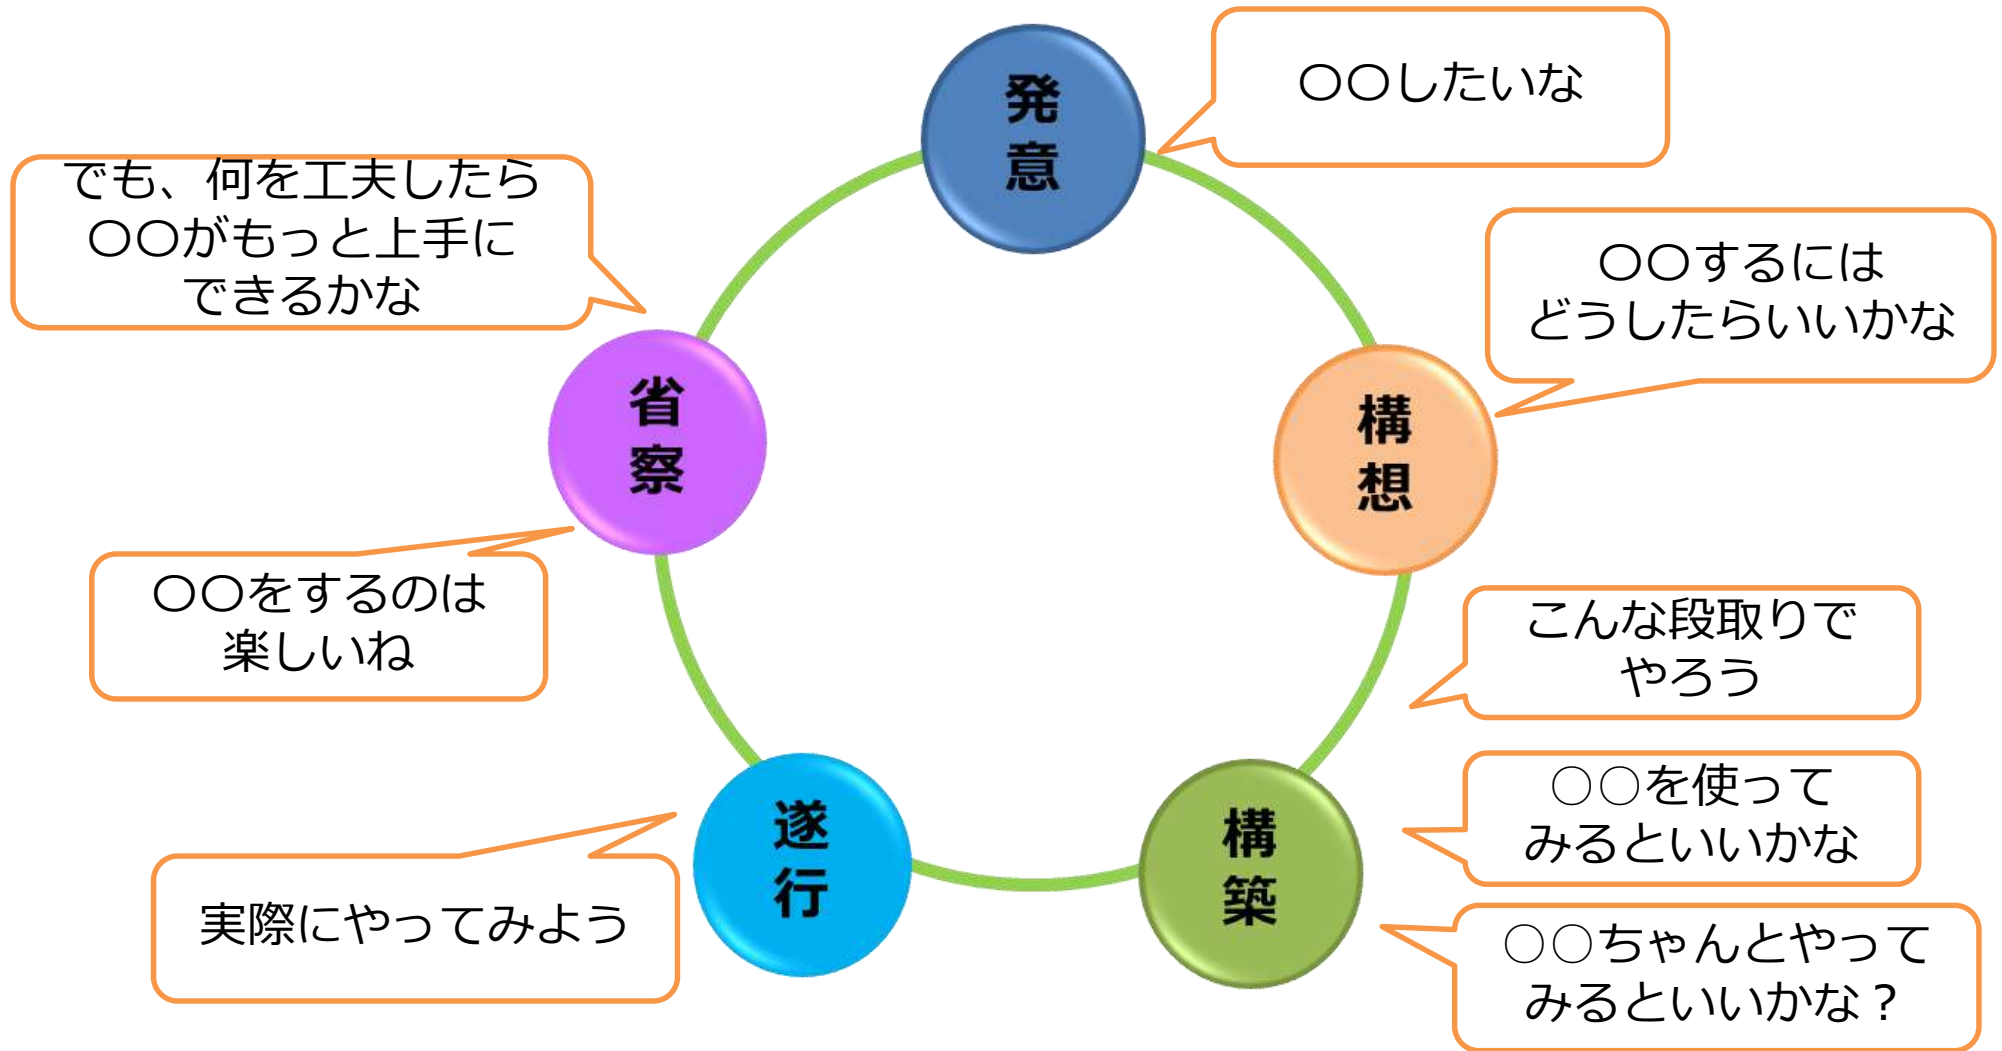 発
意
〇〇したいな
〇〇するには
どうしたらいいかな
構
想
こんな段取りで
やろう
○○を使って
みるといいかな
○○ちゃんとやって
みるといいかな？
構
築
遂
行
実際にやってみよう
〇〇をするのは
楽しいね
省
察
でも、何を工夫したら
〇〇がもっと上手に
できるかな